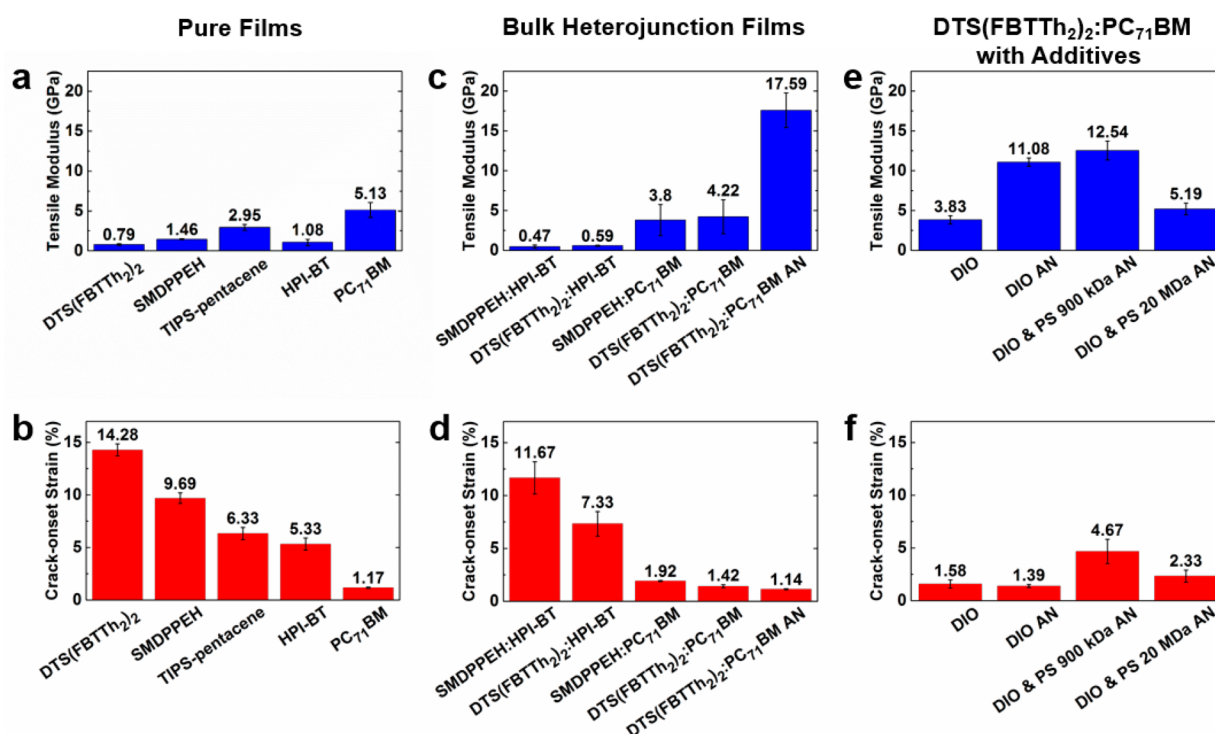 Pure Films
Bulk Heterojunction Films
DTS(FBTTh₂)₂:PC₇₁BM
with Additives
a
Tensile Modulus (GPa)
20
15
10
5
0
0.79
1.46
2.95
1.08
5.13
DTS(FBTTh₂)₂
SMDPPEH
TIPS-pentacene
HPI-BT
PC₇₁BM
c
Tensile Modulus (GPa)
20
15
10
5
0
0.47
0.59
3.8
4.22
17.59
SMDPPEH:HPI-BT
DTS(FBTTh₂)₂:HPI-BT
SMDPPEH:PC₇₁BM
DTS(FBTTh₂)₂:PC₇₁BM
DTS(FBTTh₂)₂:PC₇₁BM AN
e
Tensile Modulus (GPa)
20
15
10
5
0
3.83
11.08
12.54
5.19
DIO
DIO AN
DIO & PS 900 kDa AN
DIO & PS 20 MDa AN
b
Crack-onset Strain (%)
15
10
5
0
14.28
9.69
6.33
5.33
1.17
DTS(FBTTh₂)₂
SMDPPEH
TIPS-pentacene
HPI-BT
PC₇₁BM
d
Crack-onset Strain (%)
15
10
5
0
11.67
7.33
1.92
1.42
1.14
SMDPPEH:HPI-BT
DTS(FBTTh₂)₂:HPI-BT
SMDPPEH:PC₇₁BM
DTS(FBTTh₂)₂:PC₇₁BM
DTS(FBTTh₂)₂:PC₇₁BM AN
f
Crack-onset Strain (%)
15
10
5
0
1.58
1.39
4.67
2.33
DIO
DIO AN
DIO & PS 900 kDa AN
DIO & PS 20 MDa AN